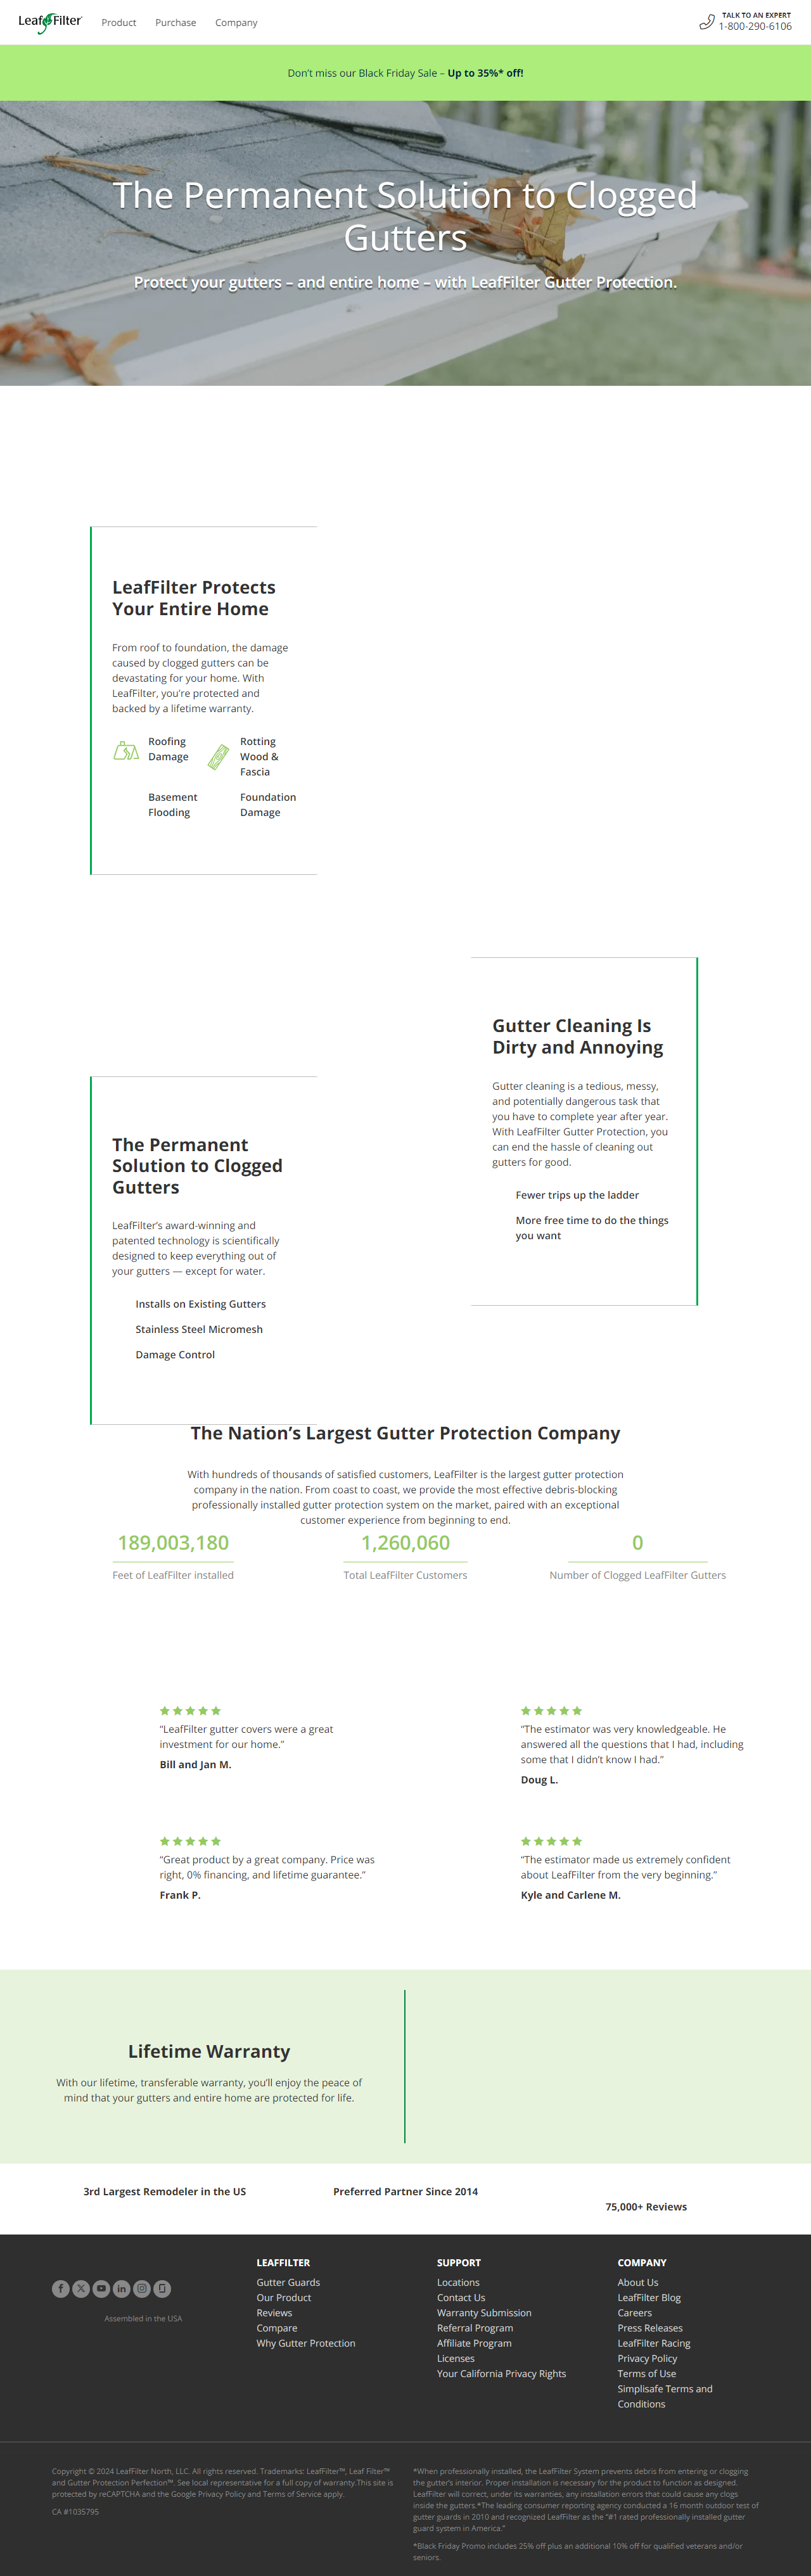 LeafFilter
Product
Purchase
Company
TALK TO AN EXPERT
1-800-290-6106
Don't miss our Black Friday Sale – Up to 35%* off!
The Permanent Solution to Clogged
Gutters
Protect your gutters – and entire home – with LeafFilter Gutter Protection.
LeafFilter Protects
Your Entire Home
From roof to foundation, the damage
caused by clogged gutters can be
devastating for your home. With
LeafFilter, you're protected and
backed by a lifetime warranty.
Roofing
Damage
Rotting
Wood &
Fascia
Basement
Flooding
Foundation
Damage
Gutter Cleaning Is
Dirty and Annoying
Gutter cleaning is a tedious, messy,
and potentially dangerous task that
you have to complete year after year.
With LeafFilter Gutter Protection, you
can end the hassle of cleaning out
gutters for good.
Fewer trips up the ladder
More free time to do the things
you want
The Permanent
Solution to Clogged
Gutters
LeafFilter's award-winning and
patented technology is scientifically
designed to keep everything out of
your gutters — except for water.
Installs on Existing Gutters
Stainless Steel Micromesh
Damage Control
The Nation's Largest Gutter Protection Company
With hundreds of thousands of satisfied customers, LeafFilter is the largest gutter protection
company in the nation. From coast to coast, we provide the most effective debris-blocking
professionally installed gutter protection system on the market, paired with an exceptional
customer experience from beginning to end.
189,003,180
Feet of LeafFilter installed
1,260,060
Total LeafFilter Customers
0
Number of Clogged LeafFilter Gutters
"LeafFilter gutter covers were a great
investment for our home."
Bill and Jan M.
"The estimator was very knowledgeable. He
answered all the questions that I had, including
some that I didn't know I had."
Doug L.
"Great product by a great company. Price was
right, 0% financing, and lifetime guarantee."
Frank P.
"The estimator made us extremely confident
about LeafFilter from the very beginning."
Kyle and Carlene M.
Lifetime Warranty
With our lifetime, transferable warranty, you'll enjoy the peace of
mind that your gutters and entire home are protected for life.
3rd Largest Remodeler in the US
Preferred Partner Since 2014
75,000+ Reviews
Assembled in the USA
LEAFFILTER
Gutter Guards
Our Product
Reviews
Compare
Why Gutter Protection
SUPPORT
Locations
Contact Us
Warranty Submission
Referral Program
Affiliate Program
Licenses
Your California Privacy Rights
COMPANY
About Us
LeafFilter Blog
Careers
Press Releases
LeafFilter Racing
Privacy Policy
Terms of Use
Simplisafe Terms and
Conditions
Copyright © 2024 LeafFilter North, LLC. All rights reserved. Trademarks: LeafFilter™, Leaf Filter™
and Gutter Protection Perfection™. See local representative for a full copy of warranty.This site is
protected by reCAPTCHA and the Google Privacy Policy and Terms of Service apply.
CA #1035795
*When professionally installed, the LeafFilter System prevents debris from entering or clogging
the gutter's interior. Proper installation is necessary for the product to function as designed.
LeafFilter will correct, under its warranties, any installation errors that could cause any clogs
inside the gutters.*The leading consumer reporting agency conducted a 16 month outdoor test of
gutter guards in 2010 and recognized LeafFilter as the "#1 rated professionally installed gutter
guard system in America."
*Black Friday Promo includes 25% off plus an additional 10% off for qualified veterans and/or
seniors.